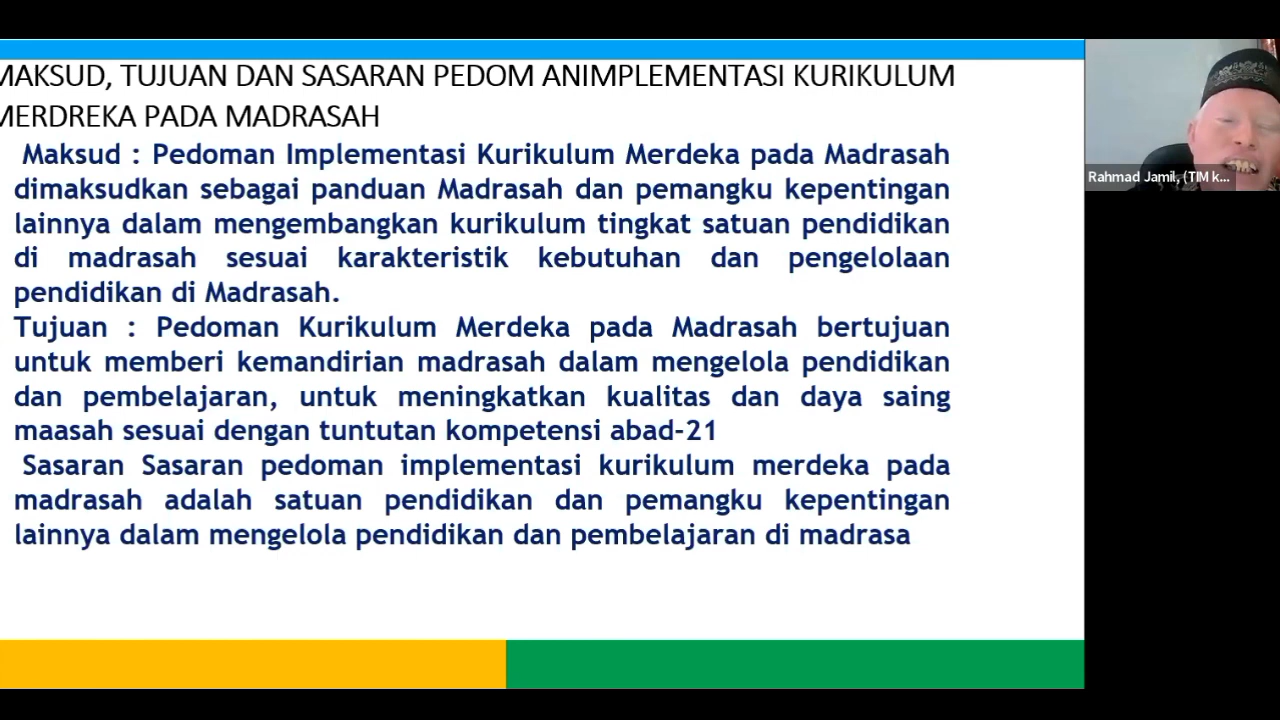 MAKSUD, TUJUAN DAN SASARAN PEDOM ANIMPLEMENTASI KURIKULUM
MERDREKA PADA MADRASAH
Maksud : Pedoman Implementasi Kurikulum Merdeka pada Madrasah
dimaksudkan sebagai panduan Madrasah dan pemangku kepentingan
lainnya dalam mengembangkan kurikulum tingkat satuan pendidikan
di madrasah sesuai karakteristik kebutuhan dan pengelolaan
pendidikan di Madrasah.
Tujuan : Pedoman Kurikulum Merdeka pada Madrasah bertujuan
untuk memberi kemandirian madrasah dalam mengelola pendidikan
dan pembelajaran, untuk meningkatkan kualitas dan daya saing
maasah sesuai dengan tuntutan kompetensi abad-21
Sasaran Sasaran pedoman implementasi kurikulum merdeka pada
madrasah adalah satuan pendidikan dan pemangku kepentingan
lainnya dalam mengelola pendidikan dan pembelajaran di madrasa
Rahmad Jamil, (TIM k...